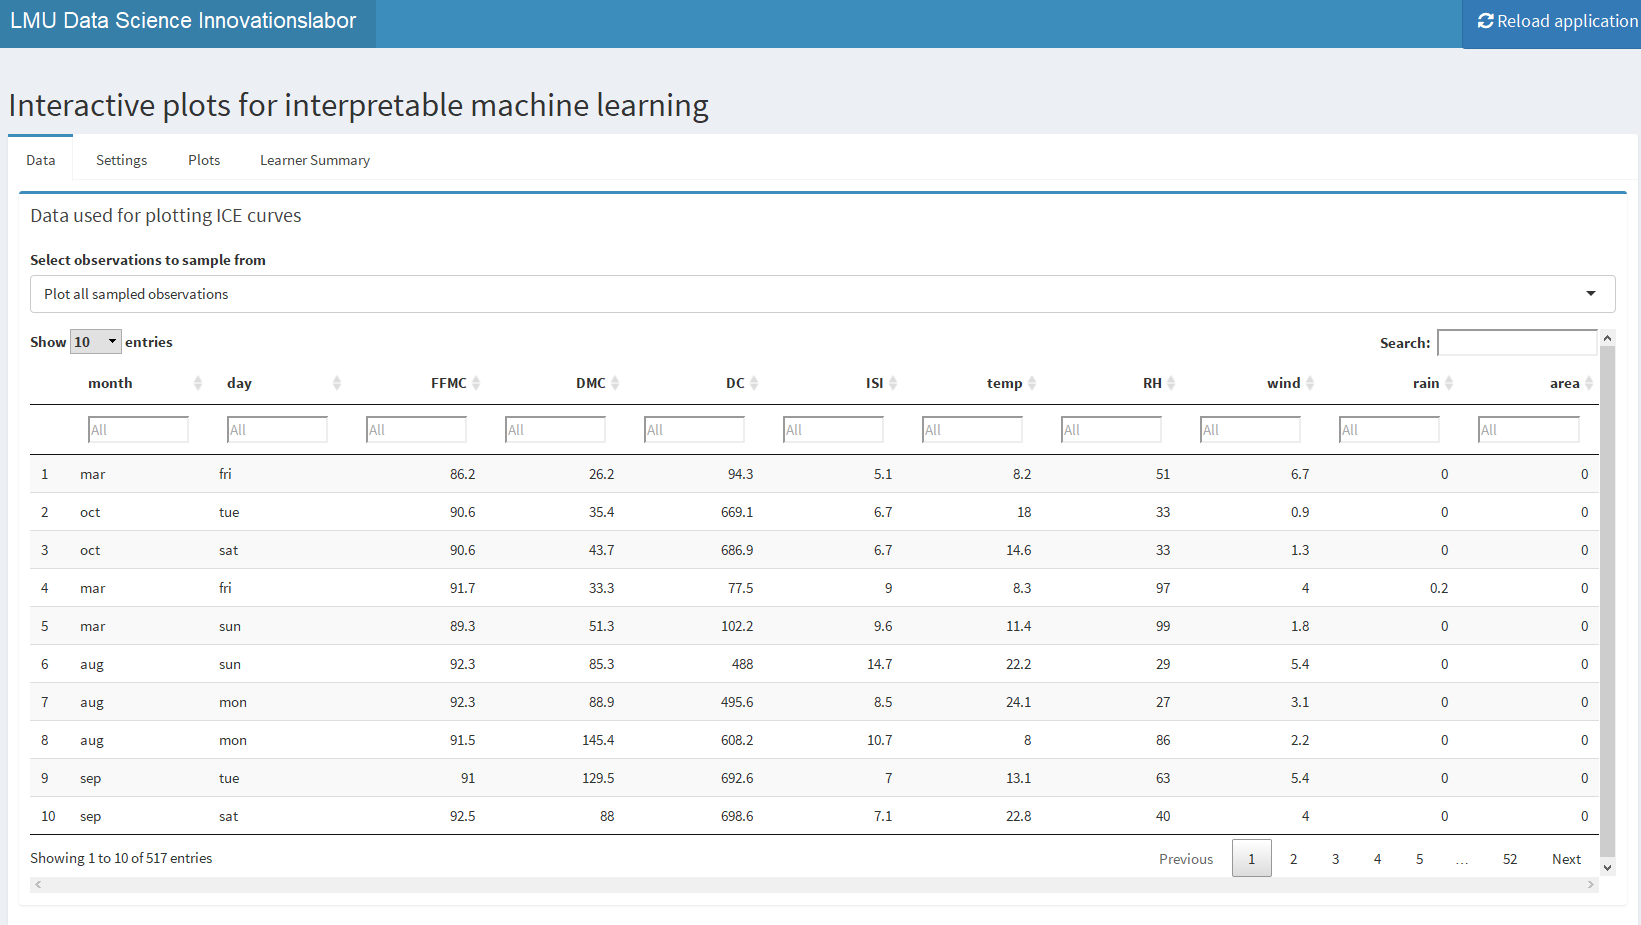 LMU Data Science Innovationslabor
Reload application
Interactive plots for interpretable machine learning
Data Settings Plots Learner Summary
Data used for plotting ICE curves
Select observations to sample from
Plot all sampled observations
Show 10 entries Search:
month day FFMC DMC DC ISI temp RH wind rain area
All All All All All All All All All All All
1 mar fri 86.2 26.2 94.3 5.1 8.2 51 6.7 0 0
2 oct tue 90.6 35.4 669.1 6.7 18 33 0.9 0 0
3 oct sat 90.6 43.7 686.9 6.7 14.6 33 1.3 0 0
4 mar fri 91.7 33.3 77.5 9 8.3 97 4 0.2 0
5 mar sun 89.3 51.3 102.2 9.6 11.4 99 1.8 0 0
6 aug sun 92.3 85.3 488 14.7 22.2 29 5.4 0 0
7 aug mon 92.3 88.9 495.6 8.5 24.1 27 3.1 0 0
8 aug mon 91.5 145.4 608.2 10.7 8 86 2.2 0 0
9 sep tue 91 129.5 692.6 7 13.1 63 5.4 0 0
10 sep sat 92.5 88 698.6 7.1 22.8 40 4 0 0
Showing 1 to 10 of 517 entries Previous 1 2 3 4 5 … 52 Next